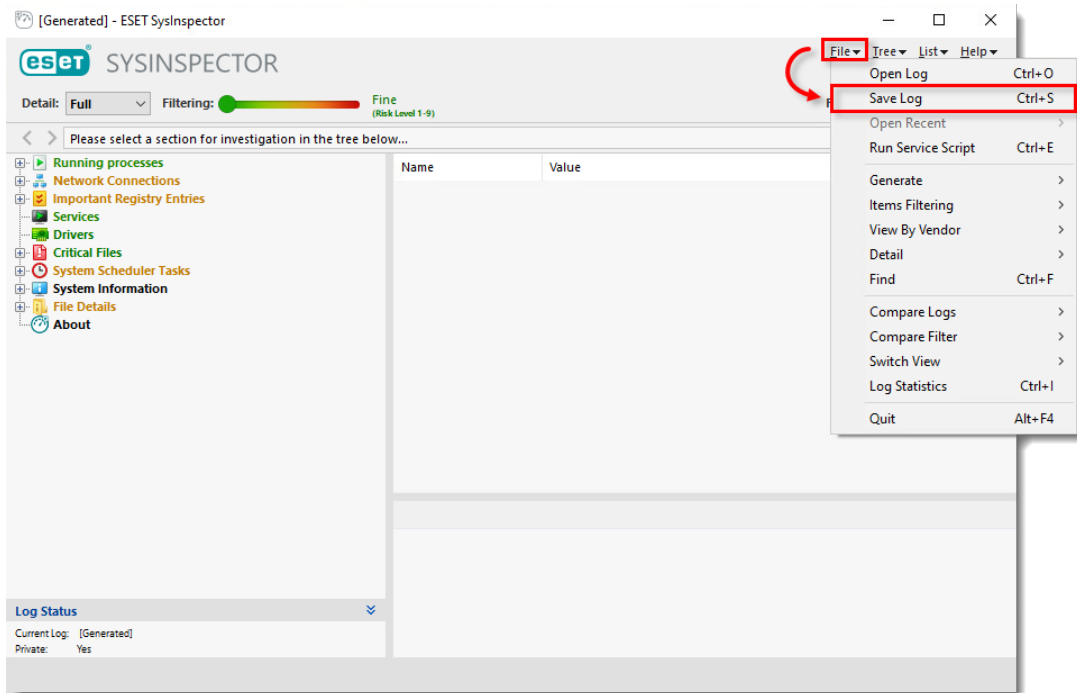 [Generated] - ESET SysInspector
eset® SYSINSPECTOR
File Tree List Help
Detail: Full Filtering: Fine
(Risk Level 1-9)
Please select a section for investigation in the tree below...
Running processes
Network Connections
Important Registry Entries
Services
Drivers
Critical Files
System Scheduler Tasks
System Information
File Details
About
Name Value
Open Log Ctrl+O
Save Log Ctrl+S
Open Recent
Run Service Script Ctrl+E
Generate
Items Filtering
View By Vendor
Detail
Find Ctrl+F
Compare Logs
Compare Filter
Switch View
Log Statistics Ctrl+I
Quit Alt+F4
Log Status
Current Log: [Generated]
Private: Yes